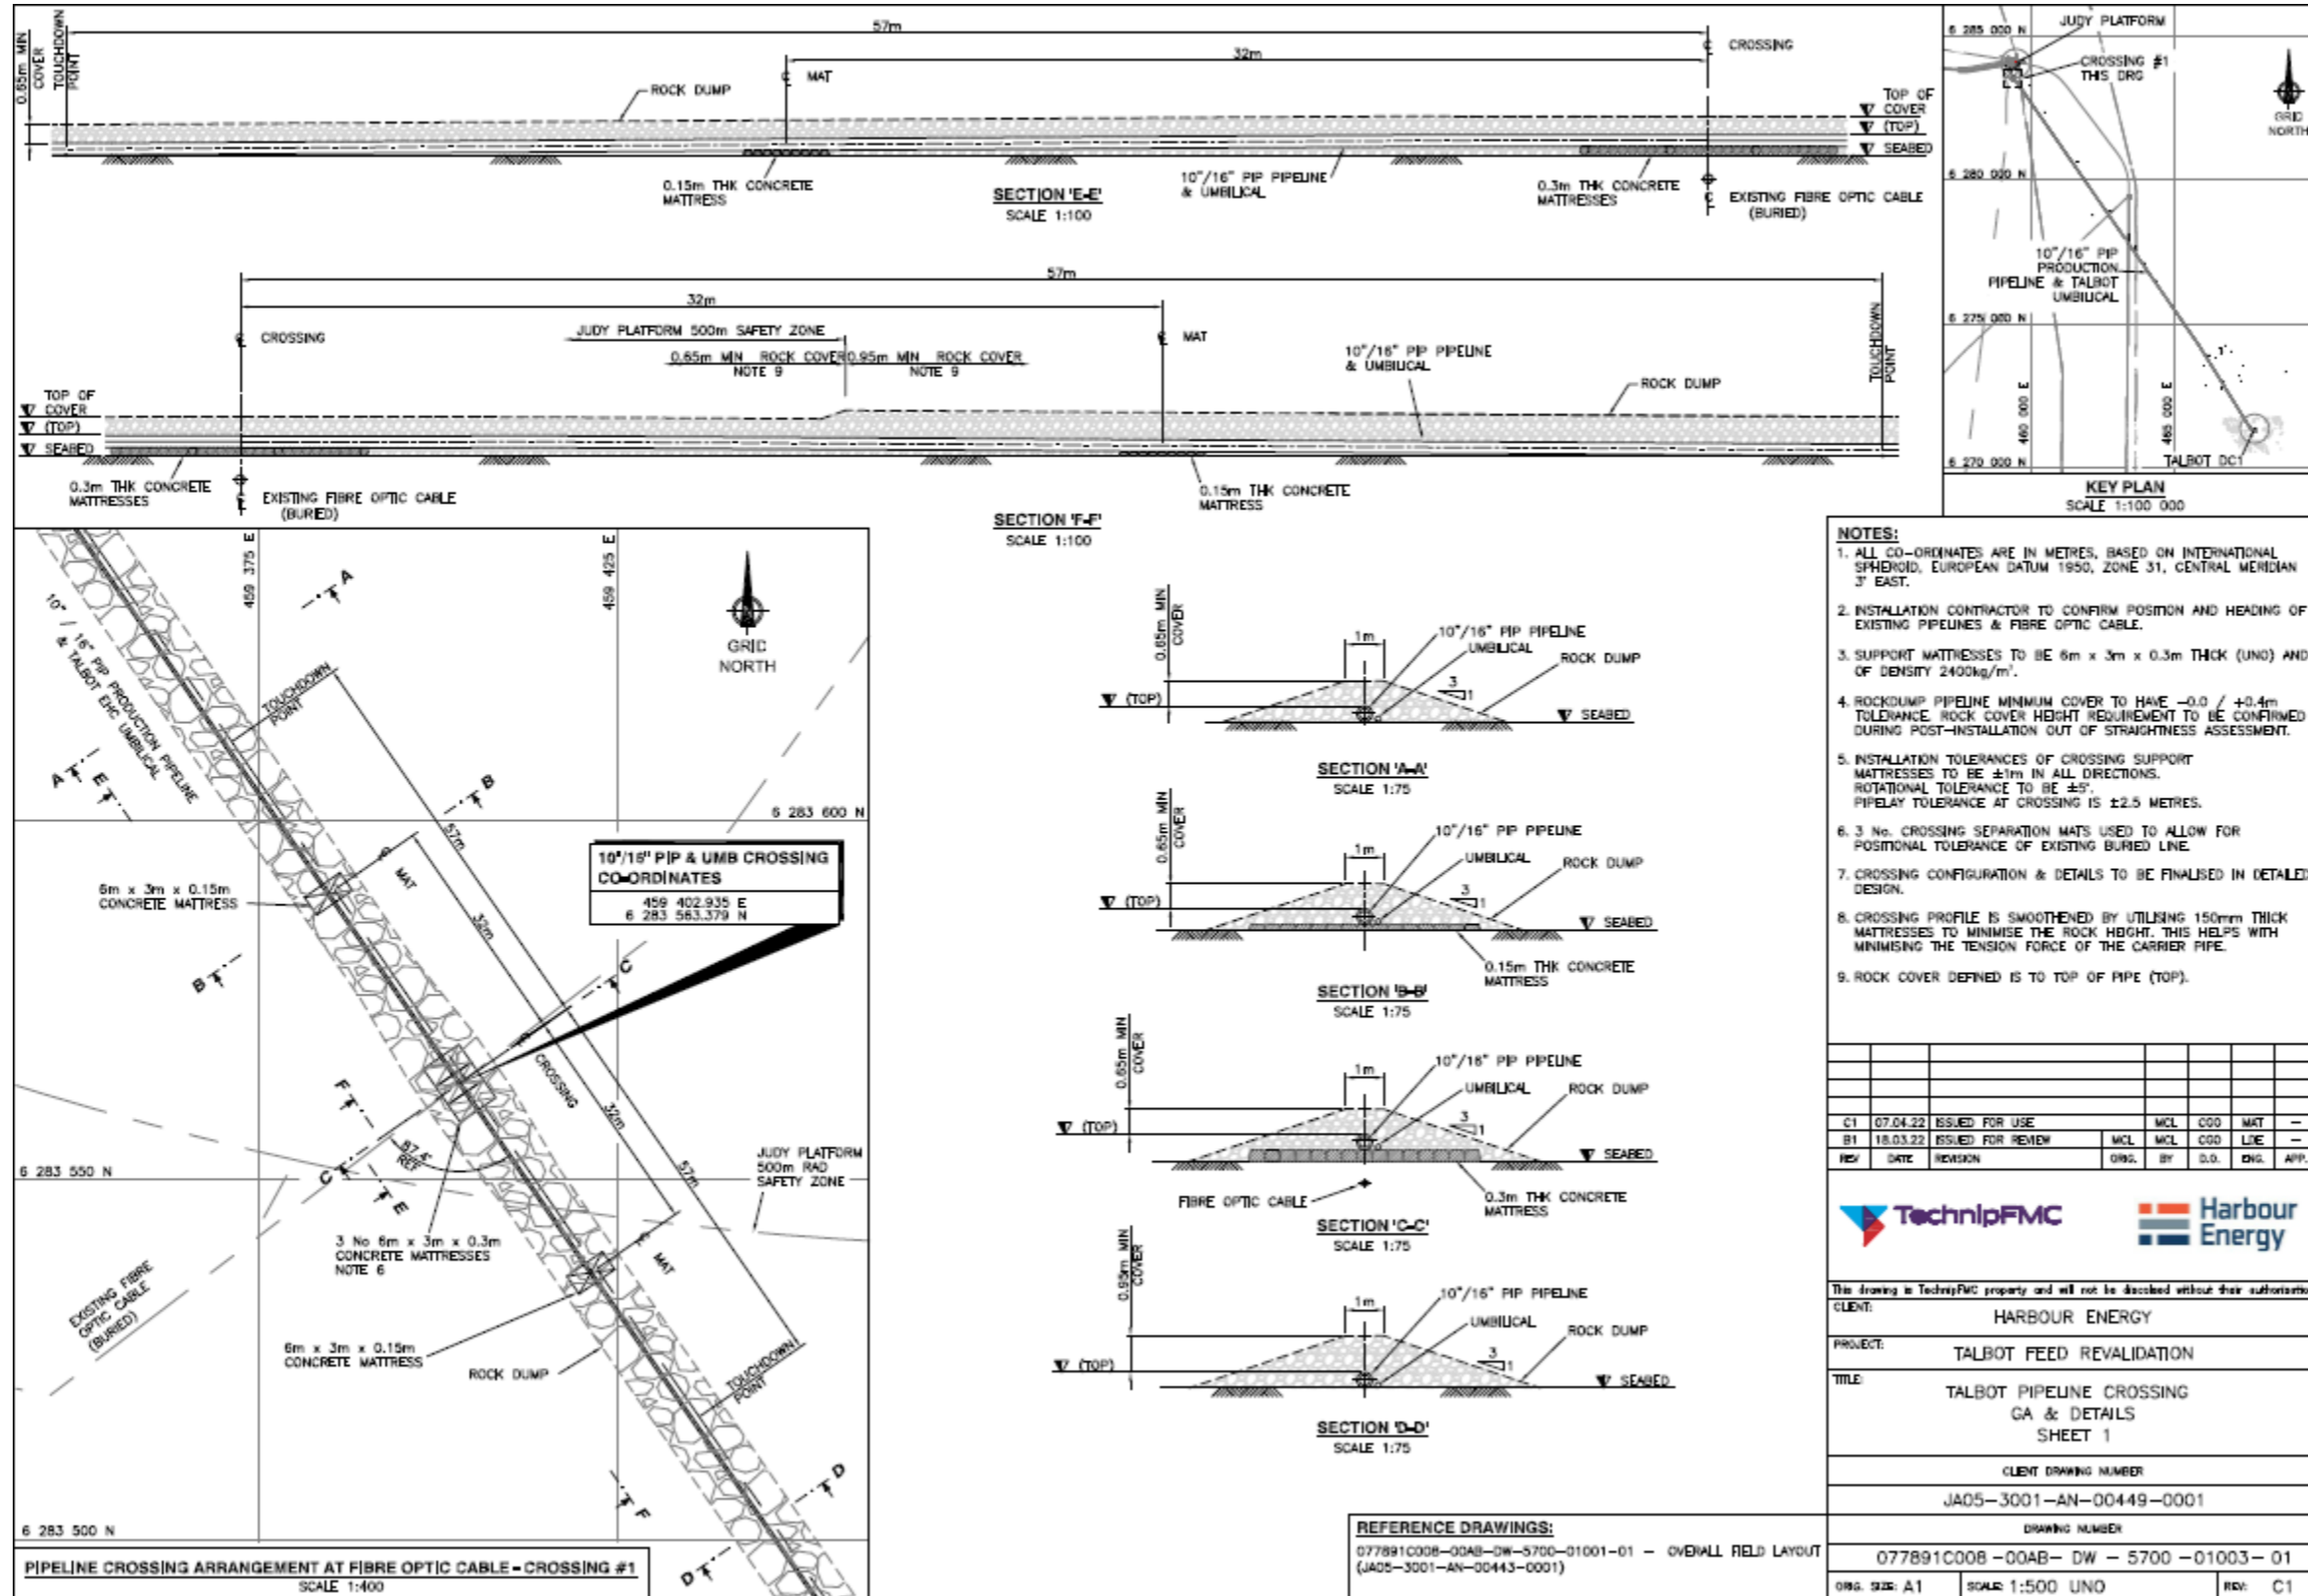 57m
32m
0.65m MIN
COVER
TOUCHDOWN
POINT
℄ MAT
℄ CROSSING
ROCK DUMP
TOP OF
COVER
(TOP)
SEABED
0.15m THK CONCRETE
MATTRESS
SECTION 'E-E'
SCALE 1:100
10"/16" PIP PIPELINE
& UMBILICAL
0.3m THK CONCRETE
MATTRESSES
℄ EXISTING FIBRE OPTIC CABLE
(BURIED)
57m
32m
℄ CROSSING
JUDY PLATFORM 500m SAFETY ZONE
0.65m MIN ROCK COVER
NOTE 9
0.95m MIN ROCK COVER
NOTE 9
℄ MAT
10"/16" PIP PIPELINE
& UMBILICAL
ROCK DUMP
TOUCHDOWN
POINT
TOP OF
COVER
(TOP)
SEABED
0.3m THK CONCRETE
MATTRESSES
℄ EXISTING FIBRE OPTIC CABLE
(BURIED)
0.15m THK CONCRETE
MATTRESS
SECTION 'F-F'
SCALE 1:100
JUDY PLATFORM
6 285 000 N
CROSSING #1
THIS DRG
GRID
NORTH
6 280 000 N
10"/16" PIP
PRODUCTION
PIPELINE & TALBOT
UMBILICAL
6 275 000 N
460 000 E
465 000 E
6 270 000 N
TALBOT DC1
KEY PLAN
SCALE 1:100 000
459 375 E
459 425 E
GRID
NORTH
10" / 16" PIP PRODUCTION PIPELINE
& TALBOT EHC UMBILICAL
A
A
E
TOUCHDOWN
POINT
B
B
57m
6 283 600 N
℄ MAT
6m x 3m x 0.15m
CONCRETE MATTRESS
32m
10"/16" PIP & UMB CROSSING
CO-ORDINATES
459 402.935 E
6 283 563.379 N
C
℄ CROSSING
F
C
E
87.4°
REF
32m
57m
6 283 550 N
JUDY PLATFORM
500m RAD
SAFETY ZONE
3 No 6m x 3m x 0.3m
CONCRETE MATTRESSES
NOTE 6
℄ MAT
EXISTING FIBRE
OPTIC CABLE
(BURIED)
6m x 3m x 0.15m
CONCRETE MATTRESS
ROCK DUMP
TOUCHDOWN
POINT
F
D
D
6 283 500 N
PIPELINE CROSSING ARRANGEMENT AT FIBRE OPTIC CABLE - CROSSING #1
SCALE 1:400
0.65m MIN
COVER
1m
10"/16" PIP PIPELINE
UMBILICAL
ROCK DUMP
3
1
(TOP)
SEABED
SECTION 'A-A'
SCALE 1:75
0.65m MIN
COVER
1m
10"/16" PIP PIPELINE
UMBILICAL
ROCK DUMP
3
1
(TOP)
SEABED
0.15m THK CONCRETE
MATTRESS
SECTION 'B-B'
SCALE 1:75
0.65m MIN
COVER
1m
10"/16" PIP PIPELINE
UMBILICAL
ROCK DUMP
3
1
(TOP)
SEABED
FIBRE OPTIC CABLE
0.3m THK CONCRETE
MATTRESS
SECTION 'C-C'
SCALE 1:75
0.95m MIN
COVER
1m
10"/16" PIP PIPELINE
UMBILICAL
ROCK DUMP
3
1
(TOP)
SEABED
SECTION 'D-D'
SCALE 1:75
NOTES:
1. ALL CO-ORDINATES ARE IN METRES, BASED ON INTERNATIONAL
SPHEROID, EUROPEAN DATUM 1950, ZONE 31, CENTRAL MERIDIAN
3° EAST.
2. INSTALLATION CONTRACTOR TO CONFIRM POSITION AND HEADING OF
EXISTING PIPELINES & FIBRE OPTIC CABLE.
3. SUPPORT MATTRESSES TO BE 6m x 3m x 0.3m THICK (UNO) AND
OF DENSITY 2400kg/m³.
4. ROCKDUMP PIPELINE MINIMUM COVER TO HAVE -0.0 / +0.4m
TOLERANCE. ROCK COVER HEIGHT REQUIREMENT TO BE CONFIRMED
DURING POST-INSTALLATION OUT OF STRAIGHTNESS ASSESSMENT.
5. INSTALLATION TOLERANCES OF CROSSING SUPPORT
MATTRESSES TO BE ±1m IN ALL DIRECTIONS.
ROTATIONAL TOLERANCE TO BE ±5°.
PIPELAY TOLERANCE AT CROSSING IS ±2.5 METRES.
6. 3 No. CROSSING SEPARATION MATS USED TO ALLOW FOR
POSITIONAL TOLERANCE OF EXISTING BURIED LINE.
7. CROSSING CONFIGURATION & DETAILS TO BE FINALISED IN DETAILED
DESIGN.
8. CROSSING PROFILE IS SMOOTHENED BY UTILISING 150mm THICK
MATTRESSES TO MINIMISE THE ROCK HEIGHT. THIS HELPS WITH
MINIMISING THE TENSION FORCE OF THE CARRIER PIPE.
9. ROCK COVER DEFINED IS TO TOP OF PIPE (TOP).
C1 07.04.22 ISSUED FOR USE MCL CGO MAT -
B1 18.03.22 ISSUED FOR REVIEW MCL MCL CGO LDE -
REV DATE REVISION ORIG. BY D.O. ENG. APP.
TechnipFMC
Harbour
Energy
This drawing is TechnipFMC property and will not be disclosed without their authorisation
CLIENT:
HARBOUR ENERGY
PROJECT:
TALBOT FEED REVALIDATION
TITLE:
TALBOT PIPELINE CROSSING
GA & DETAILS
SHEET 1
CLIENT DRAWING NUMBER
JA05-3001-AN-00449-0001
DRAWING NUMBER
077891C008 -00AB- DW - 5700 -01003- 01
ORIG. SIZE: A1 SCALE: 1:500 UNO REV: C1
REFERENCE DRAWINGS:
077891C008-00AB-DW-5700-01001-01 - OVERALL FIELD LAYOUT
(JA05-3001-AN-00443-0001)